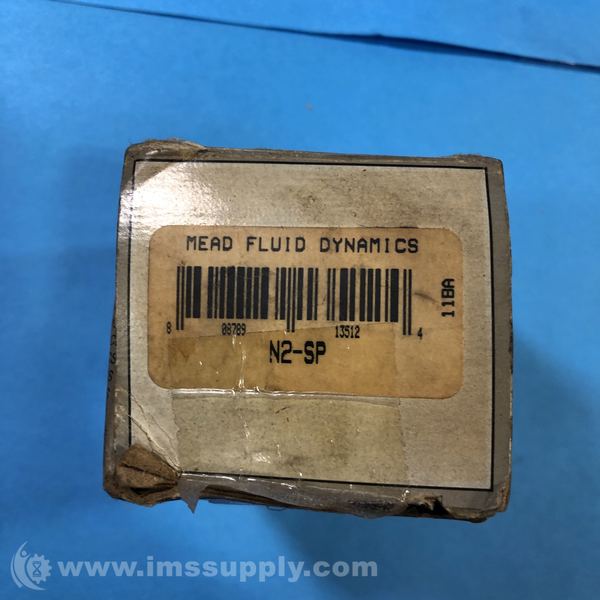 MEAD FLUID DYNAMICS
8 08789 13512 4
11BA
N2-SP
www.imssupply.com